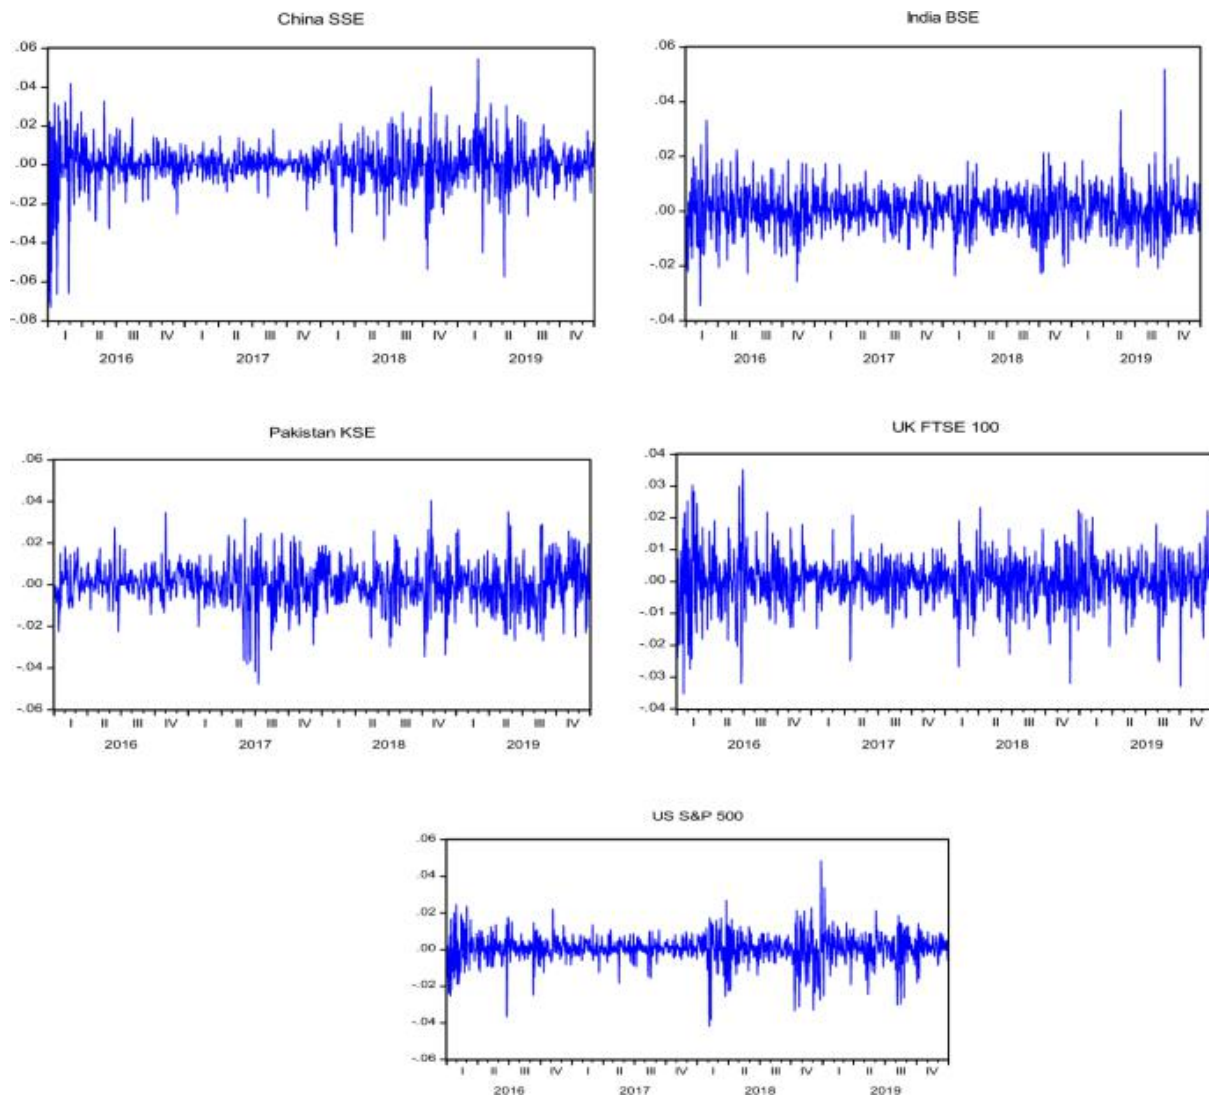 China SSE
.06
.04
.02
.00
-.02
-.04
-.06
-.08
I II III IV I II III IV I II III IV I II III IV
2016 2017 2018 2019
India BSE
.06
.04
.02
.00
-.02
-.04
I II III IV I II III IV I II III IV I II III IV
2016 2017 2018 2019
Pakistan KSE
.06
.04
.02
.00
-.02
-.04
-.06
I II III IV I II III IV I II III IV I II III IV
2016 2017 2018 2019
UK FTSE 100
.04
.03
.02
.01
.00
-.01
-.02
-.03
-.04
I II III IV I II III IV I II III IV I II III IV
2016 2017 2018 2019
US S&P 500
.06
.04
.02
.00
-.02
-.04
-.06
I II III IV I II III IV I II III IV I II III IV
2016 2017 2018 2019